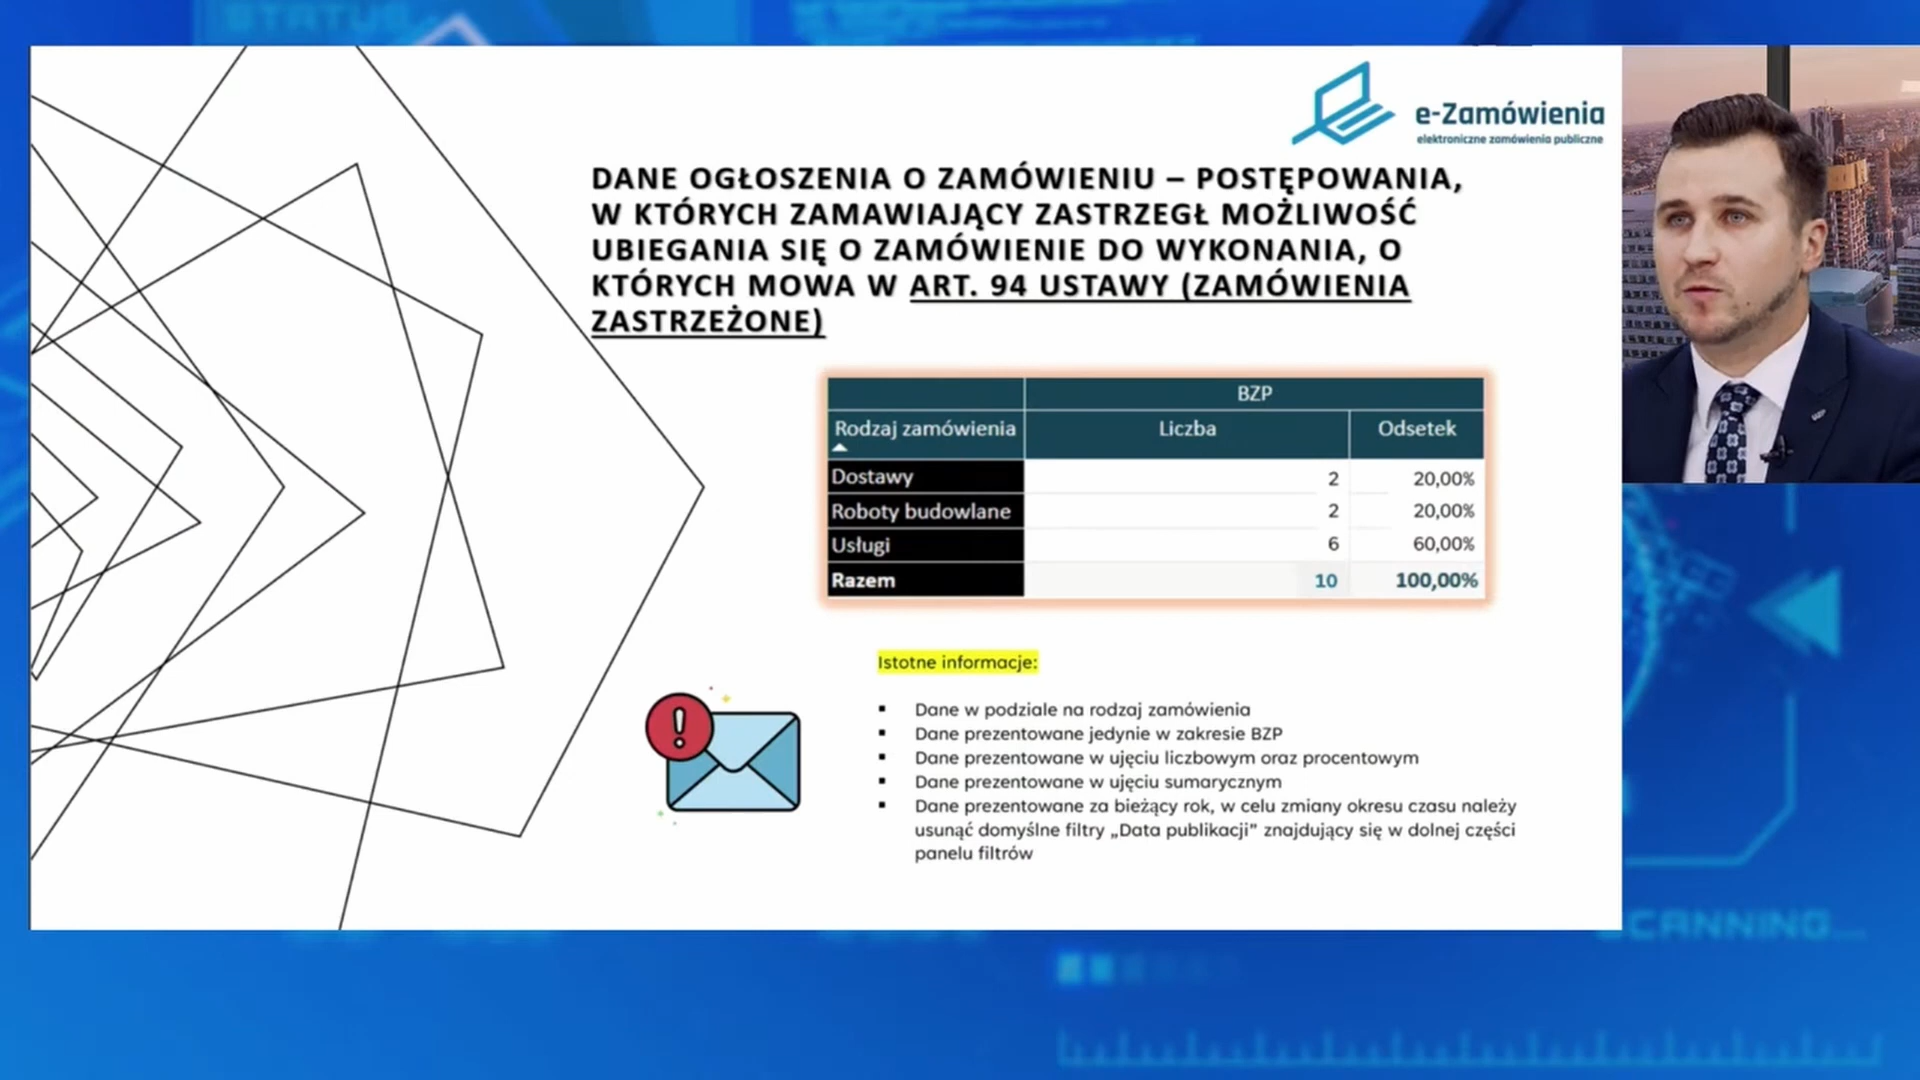 STATUS
e-Zamówienia
elektroniczne zamówienia publiczne
DANE OGŁOSZENIA O ZAMÓWIENIU – POSTĘPOWANIA,
W KTÓRYCH ZAMAWIAJĄCY ZASTRZEGŁ MOŻLIWOŚĆ
UBIEGANIA SIĘ O ZAMÓWIENIE DO WYKONANIA, O
KTÓRYCH MOWA W ART. 94 USTAWY (ZAMÓWIENIA
ZASTRZEŻONE)
BZP
Rodzaj zamówienia Liczba Odsetek
Dostawy 2 20,00%
Roboty budowlane 2 20,00%
Usługi 6 60,00%
Razem 10 100,00%
Istotne informacje:
▪ Dane w podziale na rodzaj zamówienia
▪ Dane prezentowane jedynie w zakresie BZP
▪ Dane prezentowane w ujęciu liczbowym oraz procentowym
▪ Dane prezentowane w ujęciu sumarycznym
▪ Dane prezentowane za bieżący rok, w celu zmiany okresu czasu należy
usunąć domyślne filtry „Data publikacji” znajdujący się w dolnej części
panelu filtrów
SCANNING...